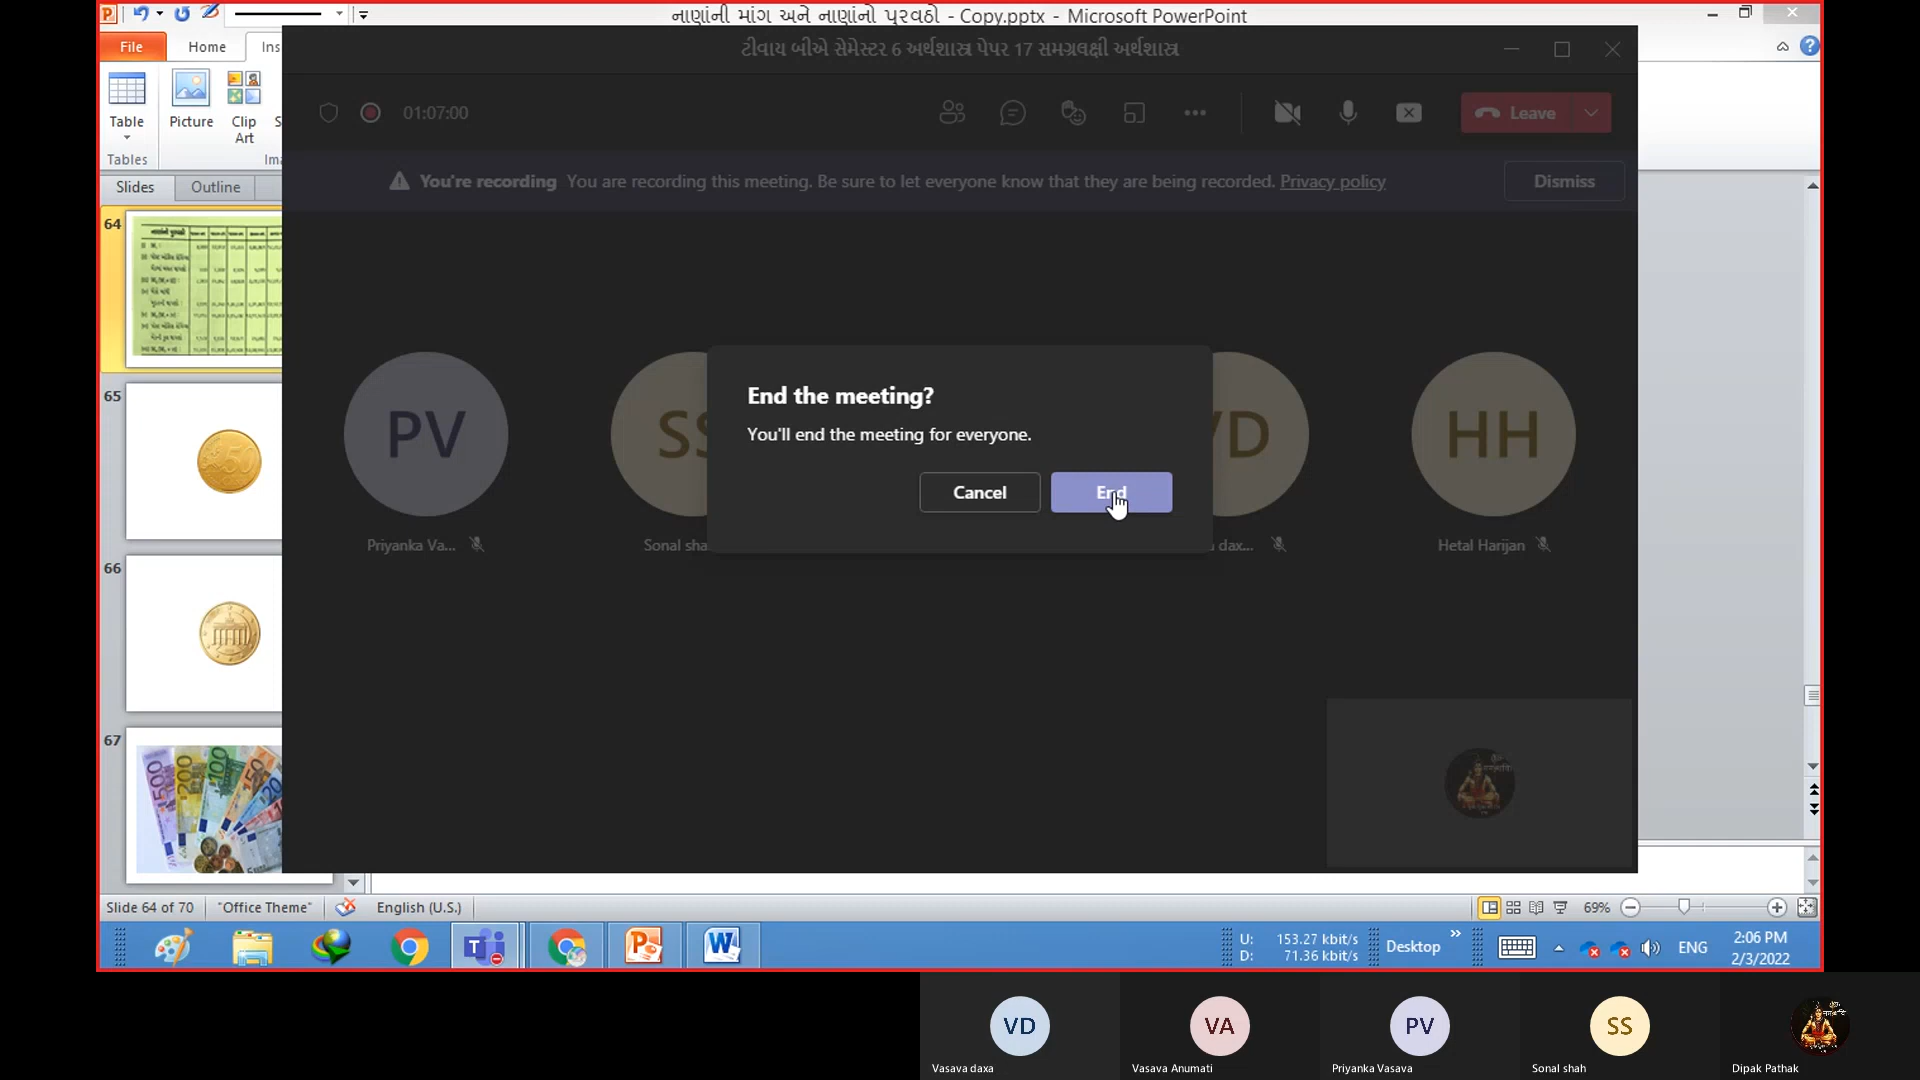 નાણાંની માંગ અને નાણાંનો પુરવઠો - Copy.pptx - Microsoft PowerPoint
File Home Ins
ટીવાય બીએ સેમેસ્ટર 6 અર્થશાસ્ત્ર પેપર 17 સમગ્રલક્ષી અર્થશાસ્ત્ર
Table
Picture
Clip
Art
Tables
01:07:00
Leave
You're recording You are recording this meeting. Be sure to let everyone know that they are being recorded. Privacy policy
Dismiss
Slides Outline
64
65
66
67
PV
SS
VD
HH
End the meeting?
You'll end the meeting for everyone.
Cancel
End
Priyanka Va...
Sonal sha
dax...
Hetal Harijan
Slide 64 of 70
"Office Theme"
English (U.S.)
69%
U: 153.27 kbit/s
D: 71.36 kbit/s
Desktop
ENG
2:06 PM
2/3/2022
VD
VA
PV
SS
Vasava daxa
Vasava Anumati
Priyanka Vasava
Sonal shah
Dipak Pathak